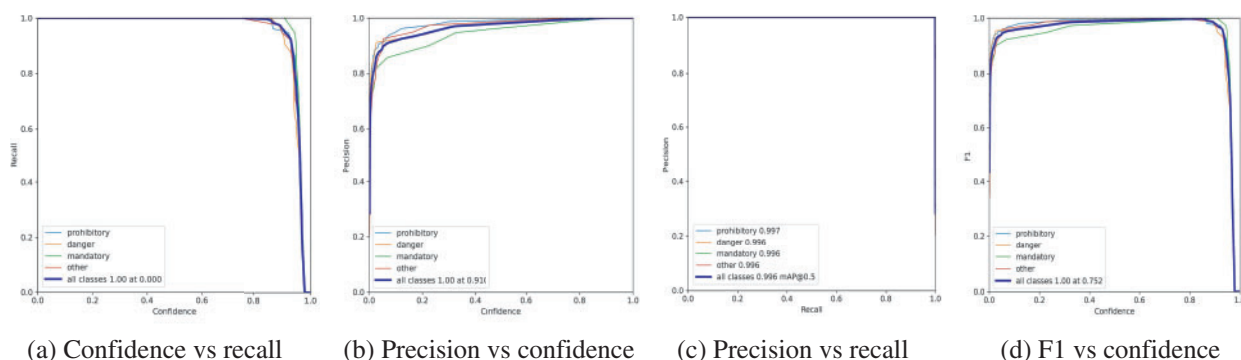 1.0
0.8
0.6
0.4
0.2
0.0
Recall
prohibitory
danger
mandatory
other
all classes 1.00 at 0.000
0.0 0.2 0.4 0.6 0.8 1.0
Confidence
1.0
0.8
0.6
0.4
0.2
0.0
Precision
prohibitory
danger
mandatory
other
all classes 1.00 at 0.910
0.0 0.2 0.4 0.6 0.8 1.0
Cnfidence
1.0
0.8
0.6
0.4
0.2
0.0
Precision
prohibitory 0.997
danger 0.996
mandatory 0.996
other 0.996
all classes 0.996 mAP@0.5
0.0 0.2 0.4 0.6 0.8 1.0
Recall
1.0
0.8
0.6
0.4
0.2
0.0
F1
prohibitory
danger
mandatory
other
all classes 1.00 at 0.752
0.0 0.2 0.4 0.6 0.8 1.0
Confidence
(a) Confidence vs recall
(b) Precision vs confidence
(c) Precision vs recall
(d) F1 vs confidence